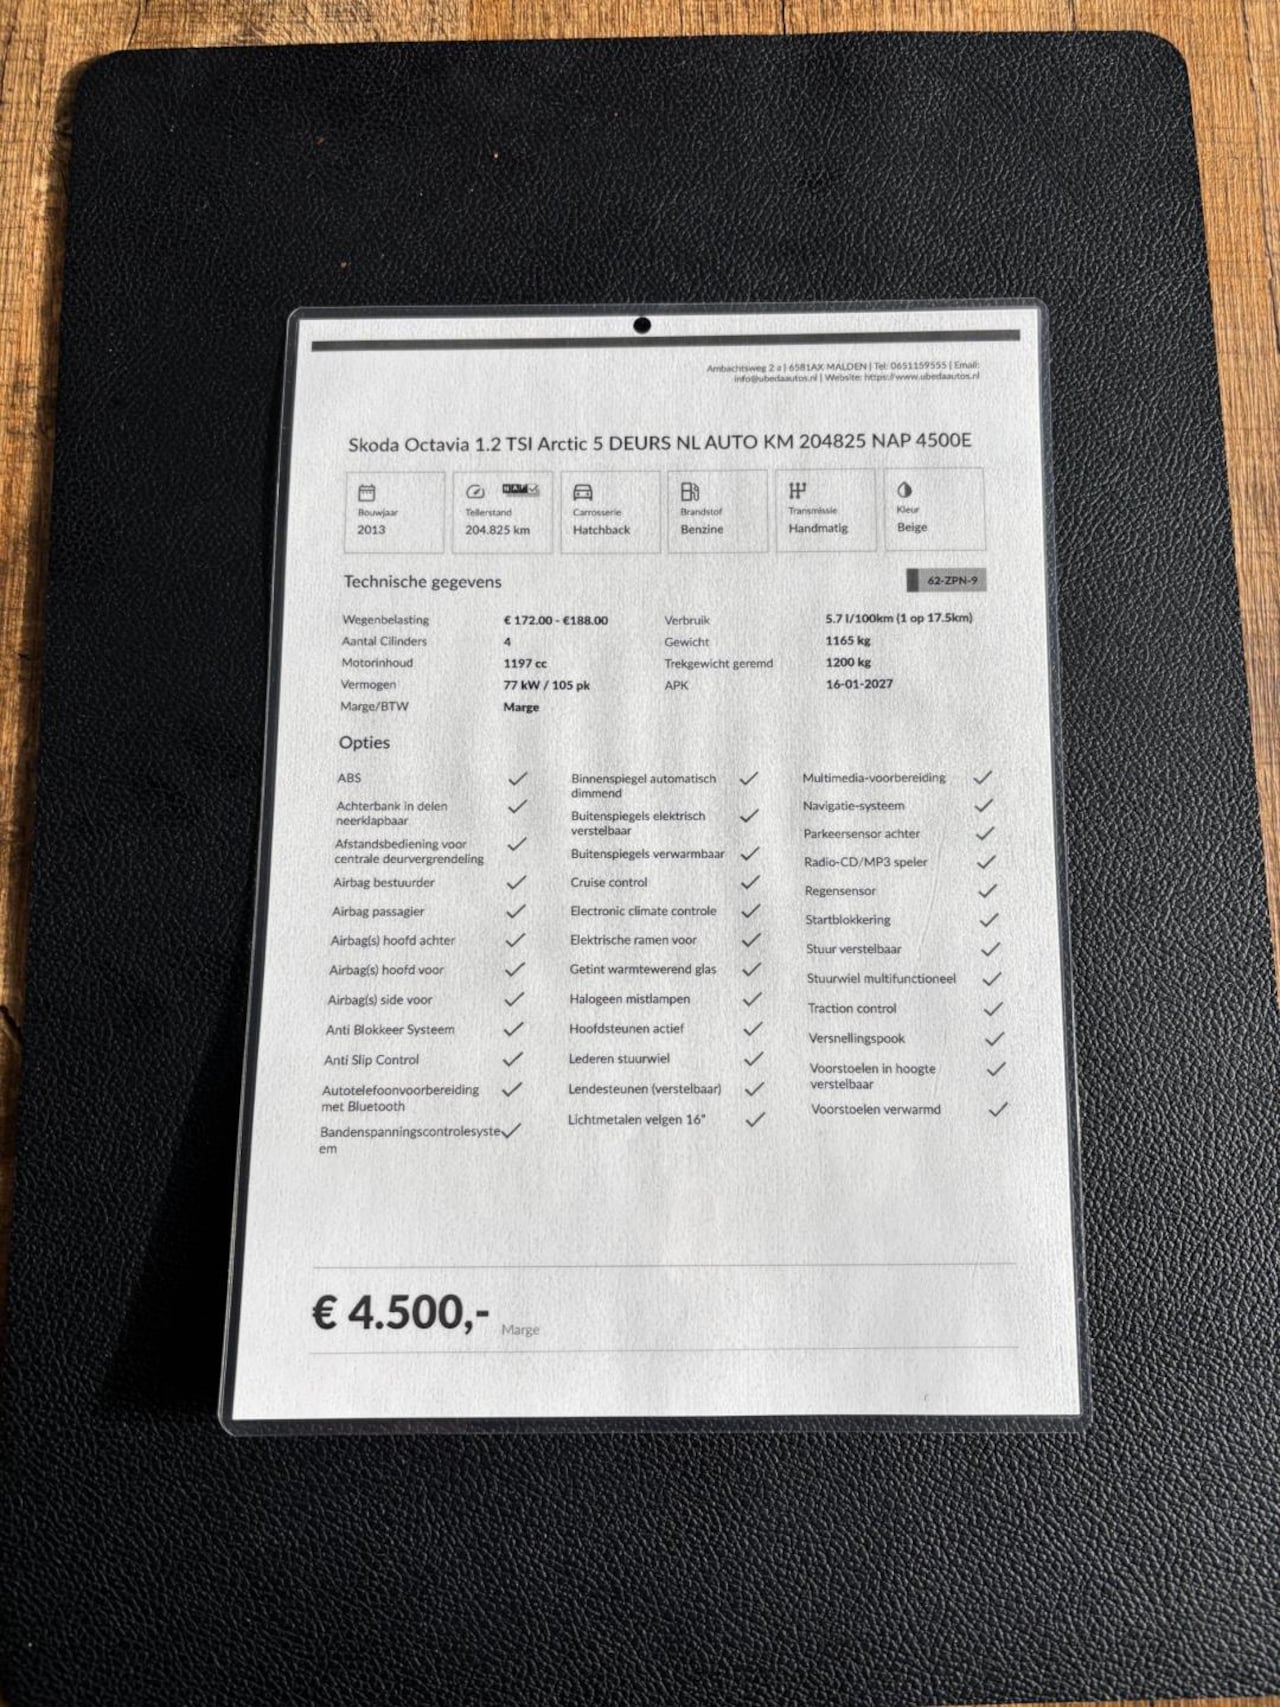 Ambachtsweg 2 a | 6581AX MALDEN | Tel: 0651159555 | Email:
info@ubedaautos.nl | Website: https://www.ubedaautos.nl
Skoda Octavia 1.2 TSI Arctic 5 DEURS NL AUTO KM 204825 NAP 4500E
Bouwjaar
2013
NAP
Tellerstand
204.825 km
Carrosserie
Hatchback
Brandstof
Benzine
Transmissie
Handmatig
Kleur
Beige
Technische gegevens
62-ZPN-9
Wegenbelasting € 172.00 - €188.00 Verbruik 5.7 l/100km (1 op 17.5km)
Aantal Cilinders 4 Gewicht 1165 kg
Motorinhoud 1197 cc Trekgewicht geremd 1200 kg
Vermogen 77 kW / 105 pk APK 16-01-2027
Marge/BTW Marge
Opties
ABS
Achterbank in delen
neerklapbaar
Afstandsbediening voor
centrale deurvergrendeling
Airbag bestuurder
Airbag passagier
Airbag(s) hoofd achter
Airbag(s) hoofd voor
Airbag(s) side voor
Anti Blokkeer Systeem
Anti Slip Control
Autotelefoonvoorbereiding
met Bluetooth
Bandenspanningscontrolesyste
em
Binnenspiegel automatisch
dimmend
Buitenspiegels elektrisch
verstelbaar
Buitenspiegels verwarmbaar
Cruise control
Electronic climate controle
Elektrische ramen voor
Getint warmtewerend glas
Halogeen mistlampen
Hoofdsteunen actief
Lederen stuurwiel
Lendesteunen (verstelbaar)
Lichtmetalen velgen 16"
Multimedia-voorbereiding
Navigatie-systeem
Parkeersensor achter
Radio-CD/MP3 speler
Regensensor
Startblokkering
Stuur verstelbaar
Stuurwiel multifunctioneel
Traction control
Versnellingspook
Voorstoelen in hoogte
verstelbaar
Voorstoelen verwarmd
€ 4.500,- Marge